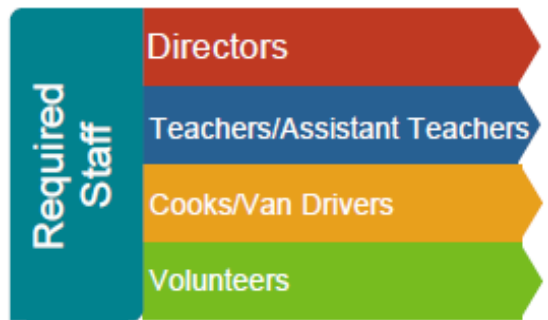 Required
Staff
Directors
Teachers/Assistant Teachers
Cooks/Van Drivers
Volunteers